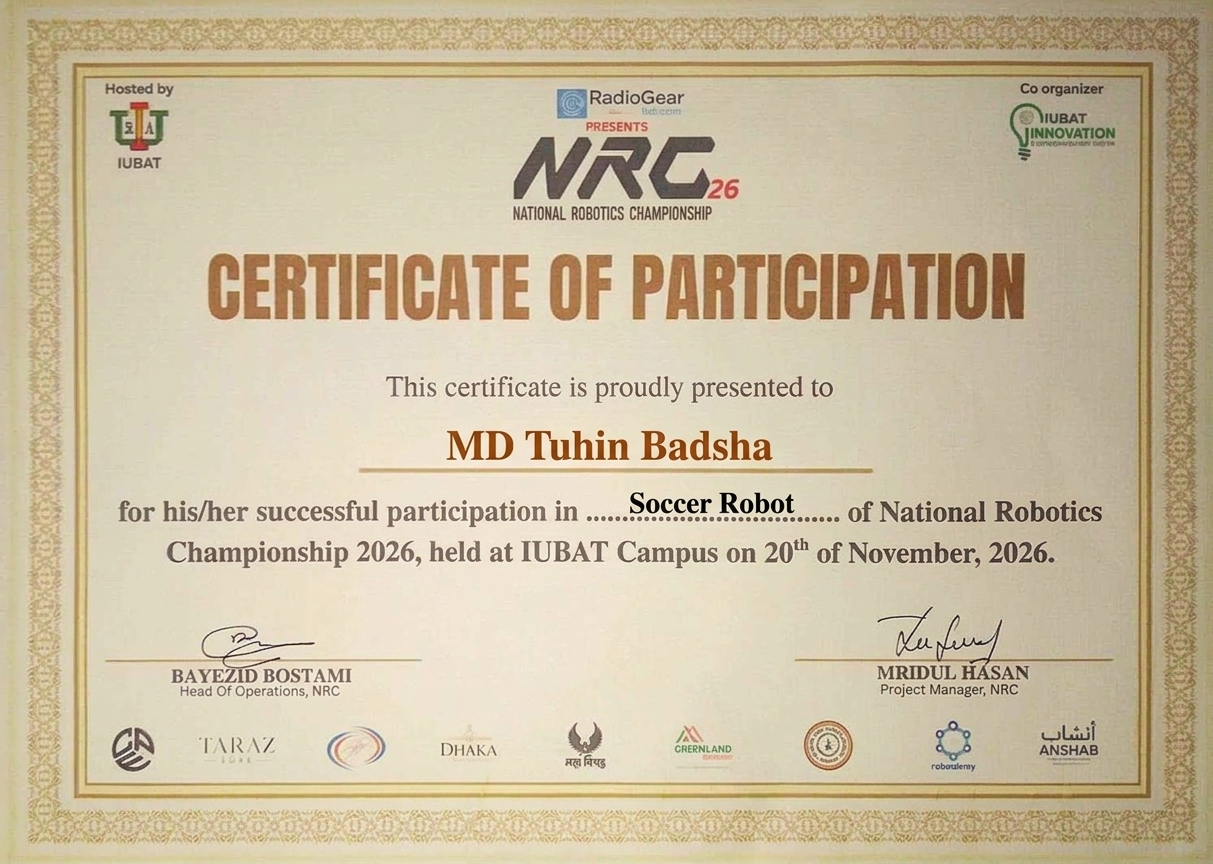 Hosted by
IUBAT
RadioGear
PRESENTS
NRC 26
NATIONAL ROBOTICS CHAMPIONSHIP
Co organizer
IUBAT
INNOVATION
CERTIFICATE OF PARTICIPATION
This certificate is proudly presented to
MD Tuhin Badsha
for his/her successful participation in ......Soccer Robot...... of National Robotics
Championship 2026, held at IUBAT Campus on 20th of November, 2026.
BAYEZID BOSTAMI
Head Of Operations, NRC
MRIDUL HASAN
Project Manager, NRC
TARAZ
DHAKA
GRERNLAND
أنشاب
ANSHAB